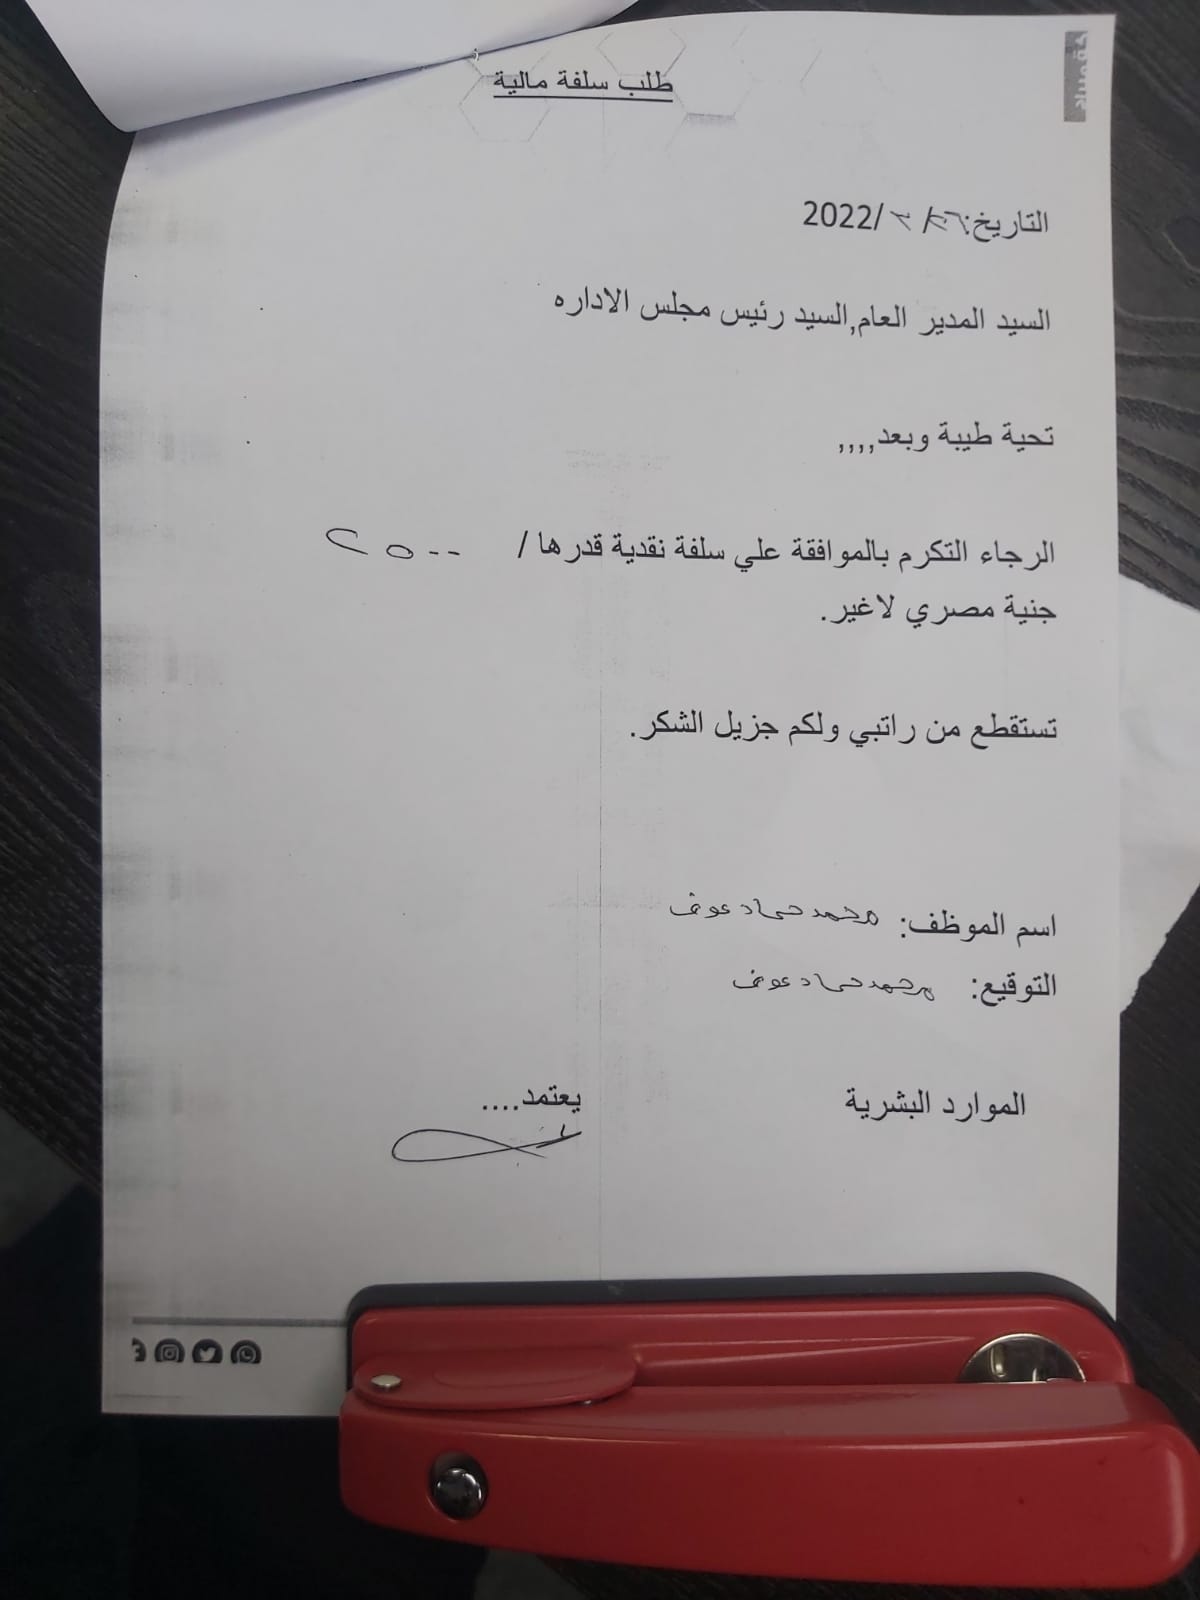 طلب سلفة مالية
التاريخ: /2022
السيد المدير العام,السيد رئيس مجلس الاداره
تحية طيبة وبعد,,,,
الرجاء التكرم بالموافقة علي سلفة نقدية قدرها / ٢٥٠٠
جنية مصري لاغير.
تستقطع من راتبي ولكم جزيل الشكر.
اسم الموظف: محمد حماد عوض
التوقيع: محمد حماد عوض
الموارد البشرية
يعتمد....